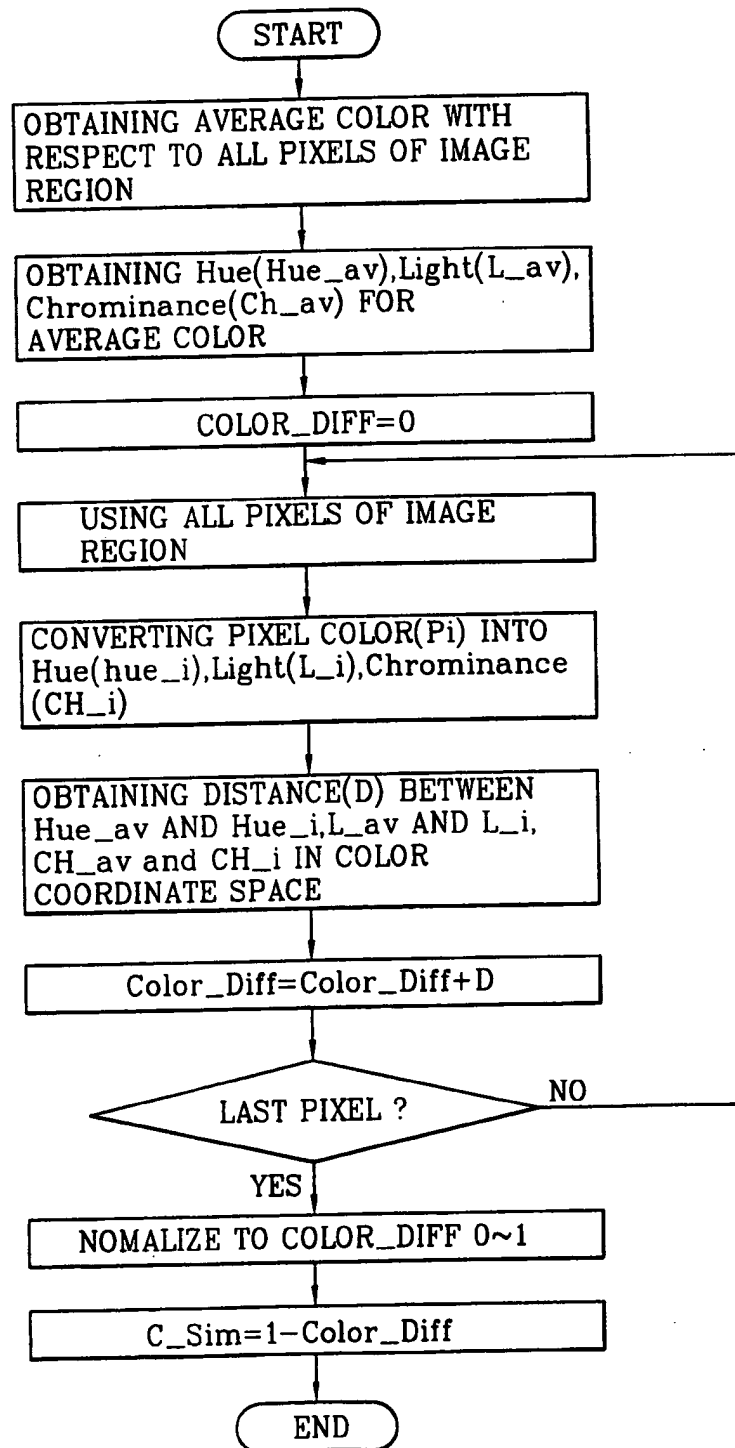 START
OBTAINING AVERAGE COLOR WITH
RESPECT TO ALL PIXELS OF IMAGE
REGION
OBTAINING Hue(Hue_av),Light(L_av),
Chrominance(Ch_av) FOR
AVERAGE COLOR
COLOR_DIFF=0
USING ALL PIXELS OF IMAGE
REGION
CONVERTING PIXEL COLOR(Pi) INTO
Hue(hue_i),Light(L_i),Chrominance
(CH_i)
OBTAINING DISTANCE(D) BETWEEN
Hue_av AND Hue_i,L_av AND L_i,
CH_av and CH_i IN COLOR
COORDINATE SPACE
Color_Diff=Color_Diff+D
LAST PIXEL ?
NO
YES
NOMALIZE TO COLOR_DIFF 0~1
C_Sim=1-Color_Diff
END